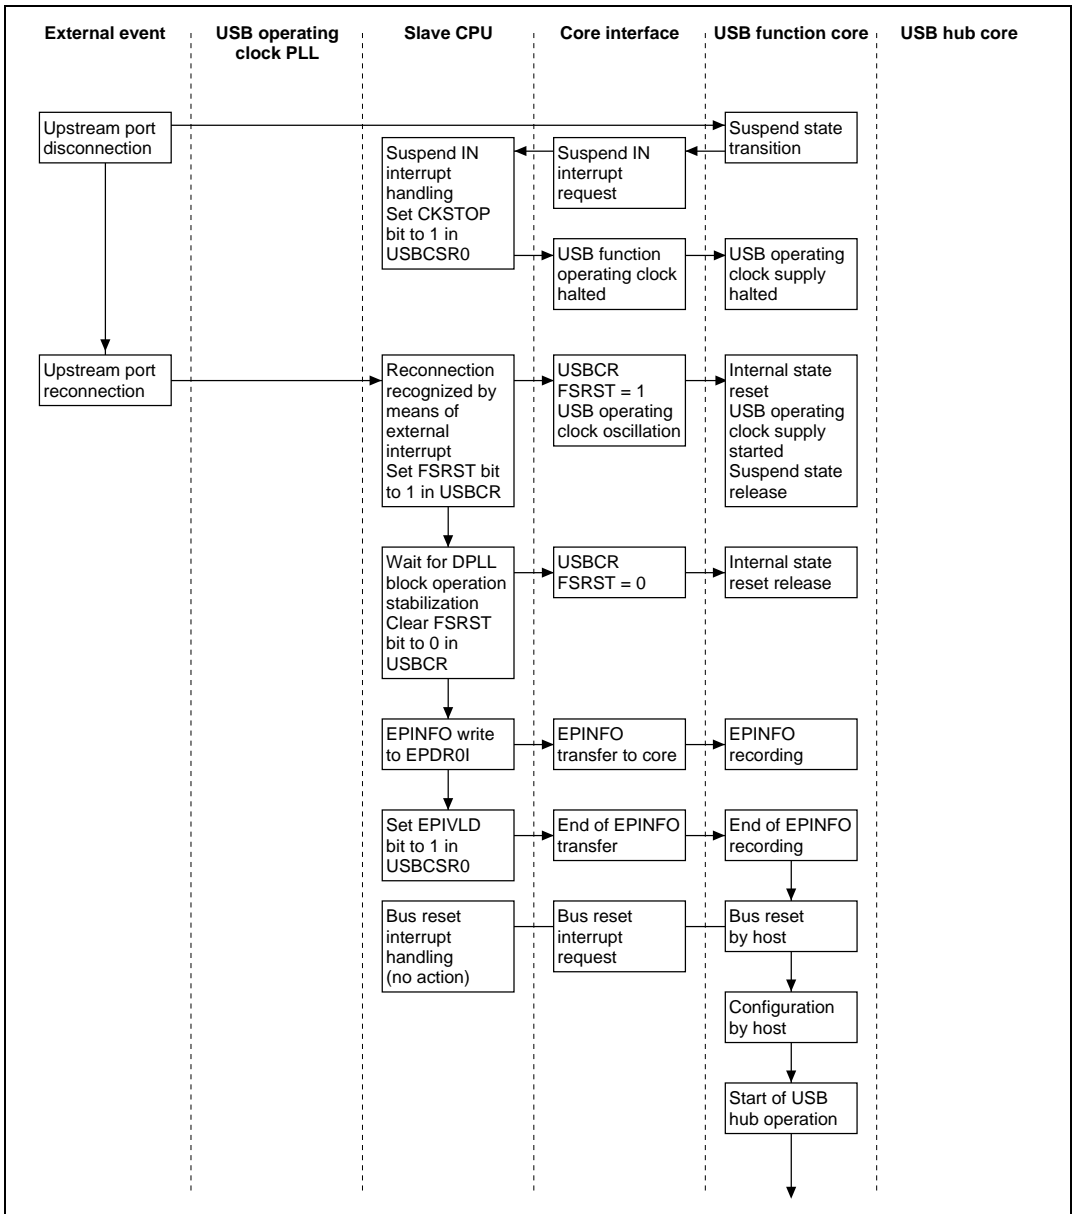 External event
USB operating
clock PLL
Slave CPU
Core interface
USB function core
USB hub core
Upstream port
disconnection
Suspend state
transition
Suspend IN
interrupt
request
Suspend IN
interrupt
handling
Set CKSTOP
bit to 1 in
USBCSR0
USB function
operating clock
halted
USB operating
clock supply
halted
Upstream port
reconnection
Reconnection
recognized by
means of
external
interrupt
Set FSRST bit
to 1 in USBCR
USBCR
FSRST = 1
USB operating
clock oscillation
Internal state
reset
USB operating
clock supply
started
Suspend state
release
Wait for DPLL
block operation
stabilization
Clear FSRST
bit to 0 in
USBCR
USBCR
FSRST = 0
Internal state
reset release
EPINFO write
to EPDR0I
EPINFO
transfer to core
EPINFO
recording
Set EPIVLD
bit to 1 in
USBCSR0
End of EPINFO
transfer
End of EPINFO
recording
Bus reset
interrupt
handling
(no action)
Bus reset
interrupt
request
Bus reset
by host
Configuration
by host
Start of USB
hub operation